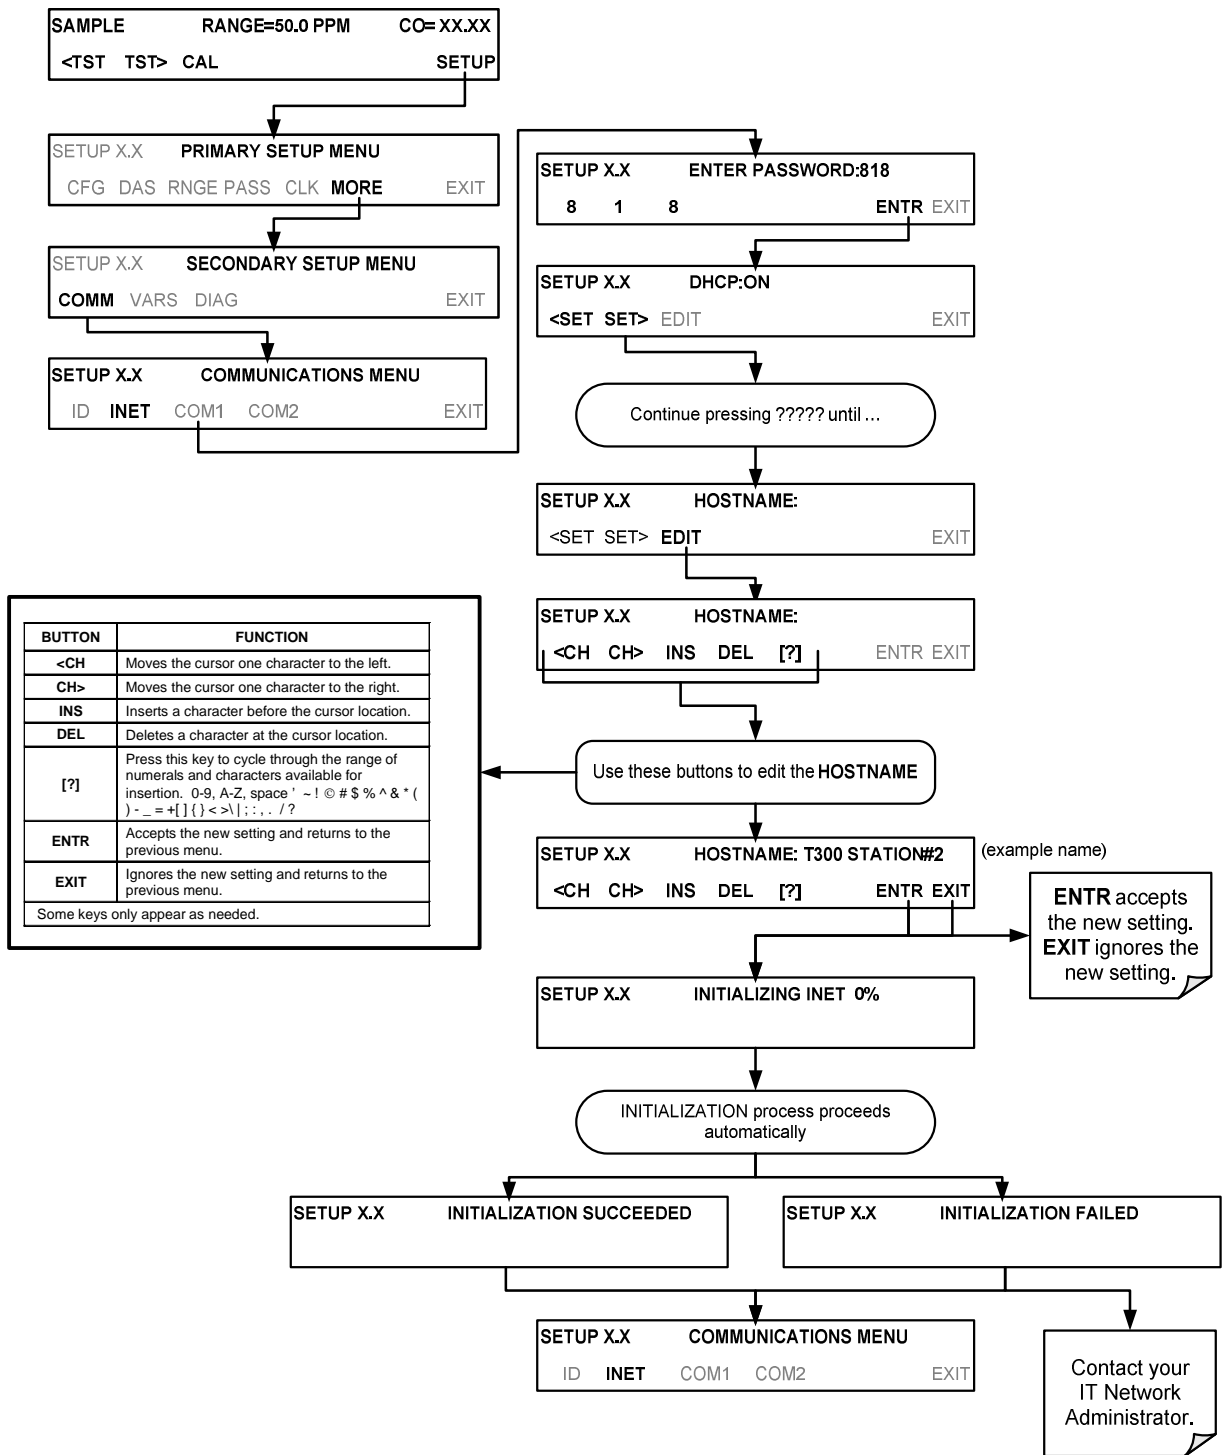 SAMPLE RANGE=50.0 PPM CO= XX.XX
<TST TST> CAL SETUP
SETUP X.X PRIMARY SETUP MENU
CFG DAS RNGE PASS CLK MORE EXIT
SETUP X.X SECONDARY SETUP MENU
COMM VARS DIAG EXIT
SETUP X.X COMMUNICATIONS MENU
ID INET COM1 COM2 EXIT
SETUP X.X ENTER PASSWORD:818
8 1 8 ENTR EXIT
SETUP X.X DHCP:ON
<SET SET> EDIT EXIT
Continue pressing ????? until ...
SETUP X.X HOSTNAME:
<SET SET> EDIT EXIT
SETUP X.X HOSTNAME:
<CH CH> INS DEL [?] ENTR EXIT
Use these buttons to edit the HOSTNAME
BUTTON FUNCTION
<CH Moves the cursor one character to the left.
CH> Moves the cursor one character to the right.
INS Inserts a character before the cursor location.
DEL Deletes a character at the cursor location.
[?] Press this key to cycle through the range of
numerals and characters available for
insertion. 0-9, A-Z, space ' ~ ! © # $ % ^ & * (
) - _ = +[ ] { } < >\ | ; : , . / ?
ENTR Accepts the new setting and returns to the
previous menu.
EXIT Ignores the new setting and returns to the
previous menu.
Some keys only appear as needed.
SETUP X.X HOSTNAME: T300 STATION#2
(example name)
<CH CH> INS DEL [?] ENTR EXIT
ENTR accepts
the new setting.
EXIT ignores the
new setting.
SETUP X.X INITIALIZING INET 0%
INITIALIZATION process proceeds
automatically
SETUP X.X INITIALIZATION SUCCEEDED
SETUP X.X INITIALIZATION FAILED
SETUP X.X COMMUNICATIONS MENU
ID INET COM1 COM2 EXIT
Contact your
IT Network
Administrator.